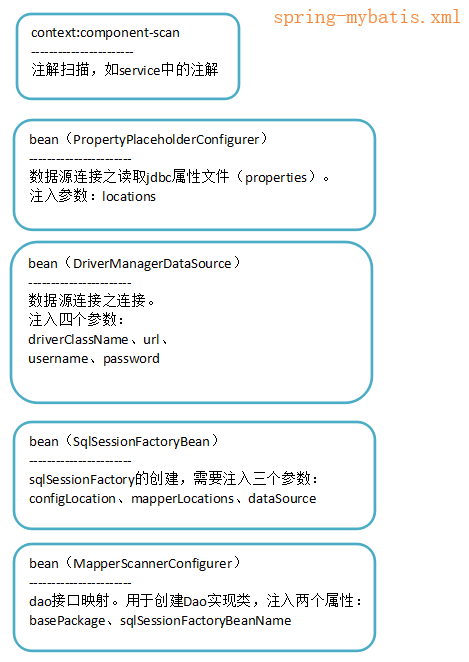 spring-mybatis.xml
context:component-scan
----------------------
注解扫描，如service中的注解
bean（PropertyPlaceholderConfigurer）
----------------------
数据源连接之读取jdbc属性文件（properties）。
注入参数：locations
bean（DriverManagerDataSource）
----------------------
数据源连接之连接。
注入四个参数：
driverClassName、url、
username、password
bean（SqlSessionFactoryBean）
----------------------
sqlSessionFactory的创建，需要注入三个参数：
configLocation、mapperLocations、dataSource
bean（MapperScannerConfigurer）
----------------------
dao接口映射。用于创建Dao实现类，注入两个属性：
basePackage、sqlSessionFactoryBeanName